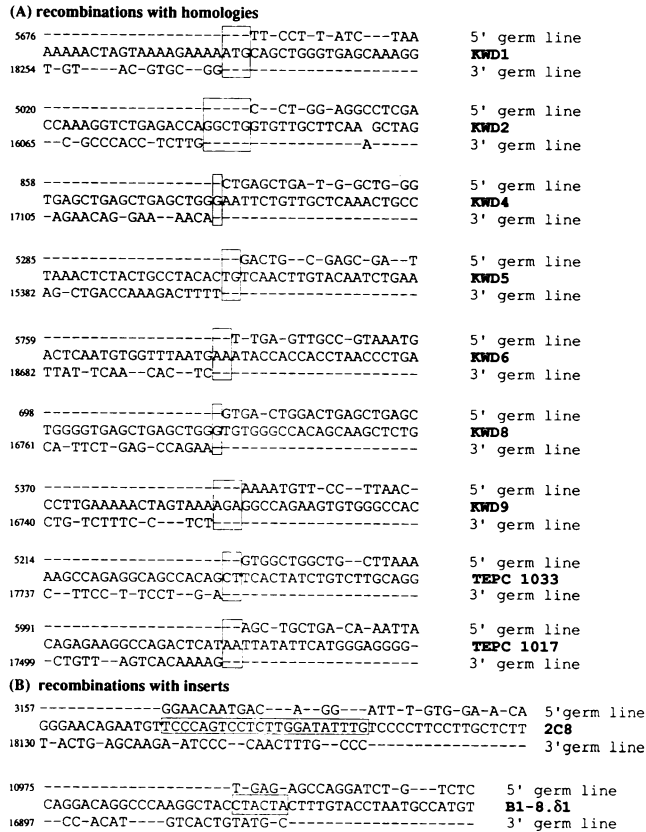 (A) recombinations with homologies
5676 ----------------------TT-CCT-T-ATC---TAA 5' germ line
AAAAACTAGTAAAAGAAAAATGCAGCTGGGTGAGCAAAGG KWD1
18254 T-GT----AC-GTGC--GG--------------------- 3' germ line
5020 ----------------------C--CT-GG-AGGCCTCGA 5' germ line
CCAAAGGTCTGAGACCAGGCTGGTGTTGCTTCAA GCTAG KWD2
16065 --C-GCCCACC-TCTTG-----------------A----- 3' germ line
858 -------------------CTGAGCTGA-T-G-GCTG-GG 5' germ line
TGAGCTGAGCTGAGCTGGGAATTCTGTTGCTCAAACTGCC KWD4
17105 -AGAACAG-GAA--AACA---------------------- 3' germ line
5285 ---------------------GACTG--C-GAGC-GA--T 5' germ line
TAAACTCTACTGCCTACACTGTCAACTTGTACAATCTGAA KWD5
15382 AG-CTGACCAAAGACTTTT--------------------- 3' germ line
5759 --------------------T-TGA-GTTGCC-GTAAATG 5' germ line
ACTCAATGTGGTTTAATGAAATACCACCACCTAACCCTGA KWD6
18682 TTAT-TCAA--CAC--TC---------------------- 3' germ line
698 -------------------GTGA-CTGGACTGAGCTGAGC 5' germ line
TGGGGTGAGCTGAGCTGGGTGTGGGCCACAGCAAGCTCTG KWD8
16761 CA-TTCT-GAG-CCAGAA---------------------- 3' germ line
5370 ---------------------AAAATGTT-CC--TTAAC- 5' germ line
CCTTGAAAAACTAGTAAAAGAGGCCAGAAGTGTGGGCCAC KWD9
16740 CTG-TCTTTC-C---TCT---------------------- 3' germ line
5214 ---------------------GTGGCTGGCTG--CTTAAA 5' germ line
AAGCCAGAGGCAGCCACAGCTTCACTATCTGTCTTGCAGG TEPC 1033
17737 C--TTCC-T-TCCT--G-A--------------------- 3' germ line
5991 ---------------------AGC-TGCTGA-CA-AATTA 5' germ line
CAGAGAAGGCCAGACTCATAATTATATTCATGGGAGGGG- TEPC 1017
17499 -CTGTT--AGTCACAAAAG--------------------- 3' germ line
(B) recombinations with inserts
3157 -------------GGAACAATGAC---A--GG---ATT-T-GTG-GG-A-CA 5'germ line
GGGAACAGAATGTTCCCAGTCCTCTTGGATATTTGTCCCCTTCCTTGCTCTT 2C8
18130 T-ACTG-AGCAAGA-ATCCC---CAACTTTG---CCC--------------- 3'germ line
10975 --------------------T-GAG-AGCCAGGATCT-G---TCTC 5' germ line
CAGGACAGGCCCAAGGCTACCTACTACTTTGTACCTAATGCCATGT B1-8.δ1
16897 --CC-ACAT----GTCACTGTATG-C-------------------- 3' germ line